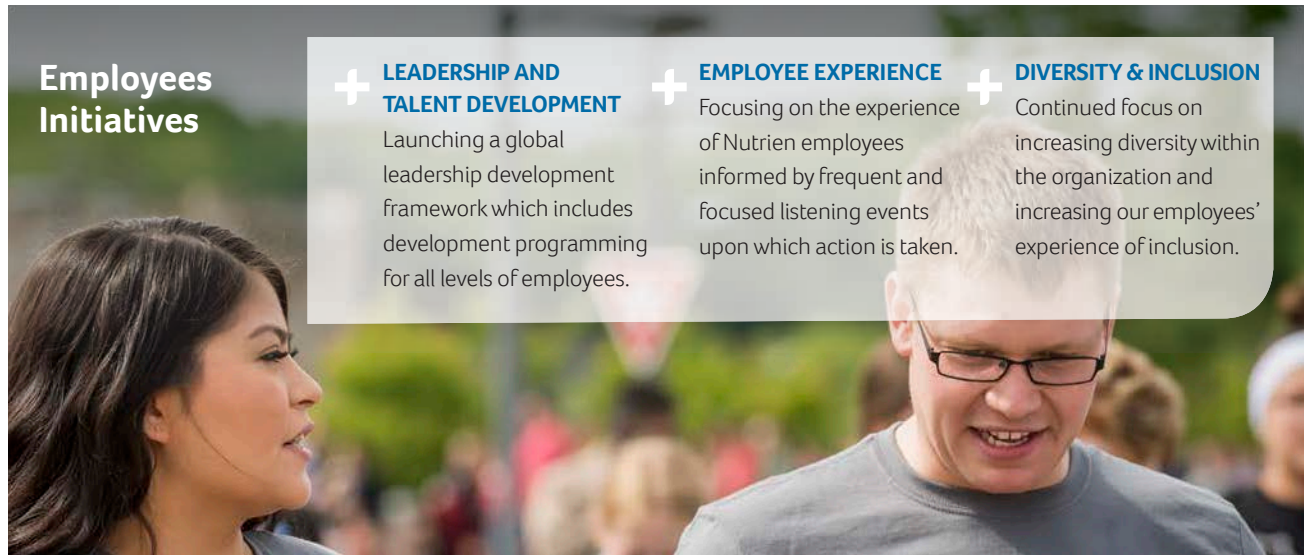 Employees
Initiatives
LEADERSHIP AND
TALENT DEVELOPMENT
Launching a global
leadership development
framework which includes
development programming
for all levels of employees.
EMPLOYEE EXPERIENCE
Focusing on the experience
of Nutrien employees
informed by frequent and
focused listening events
upon which action is taken.
DIVERSITY & INCLUSION
Continued focus on
increasing diversity within
the organization and
increasing our employees’
experience of inclusion.